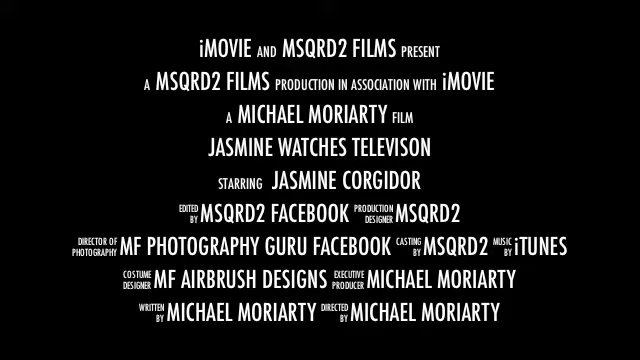 iMOVIE AND MSQRD2 FILMS PRESENT
A MSQRD2 FILMS PRODUCTION IN ASSOCIATION WITH iMOVIE
A MICHAEL MORIARTY FILM
JASMINE WATCHES TELEVISON
STARRING JASMINE CORGIDOR
EDITED BY MSQRD2 FACEBOOK PRODUCTION DESIGNER MSQRD2
DIRECTOR OF PHOTOGRAPHY MF PHOTOGRAPHY GURU FACEBOOK CASTING BY MSQRD2 MUSIC BY iTUNES
COSTUME DESIGNER MF AIRBRUSH DESIGNS EXECUTIVE PRODUCER MICHAEL MORIARTY
WRITTEN BY MICHAEL MORIARTY DIRECTED BY MICHAEL MORIARTY